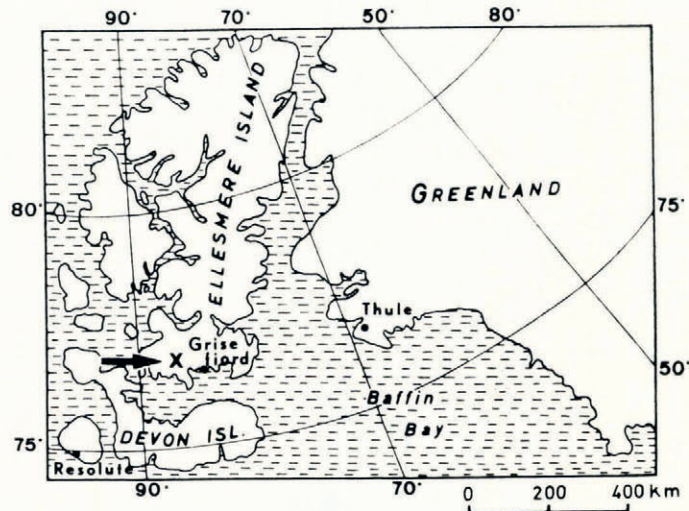 90° 70° 50° 80°
ELLESMERE ISLAND
GREENLAND
80°
75°
Thule
X Grise
fiord
50°
Baffin
Bay
DEVON ISL.
75°
Resolute
90° 70°
0 200 400 km